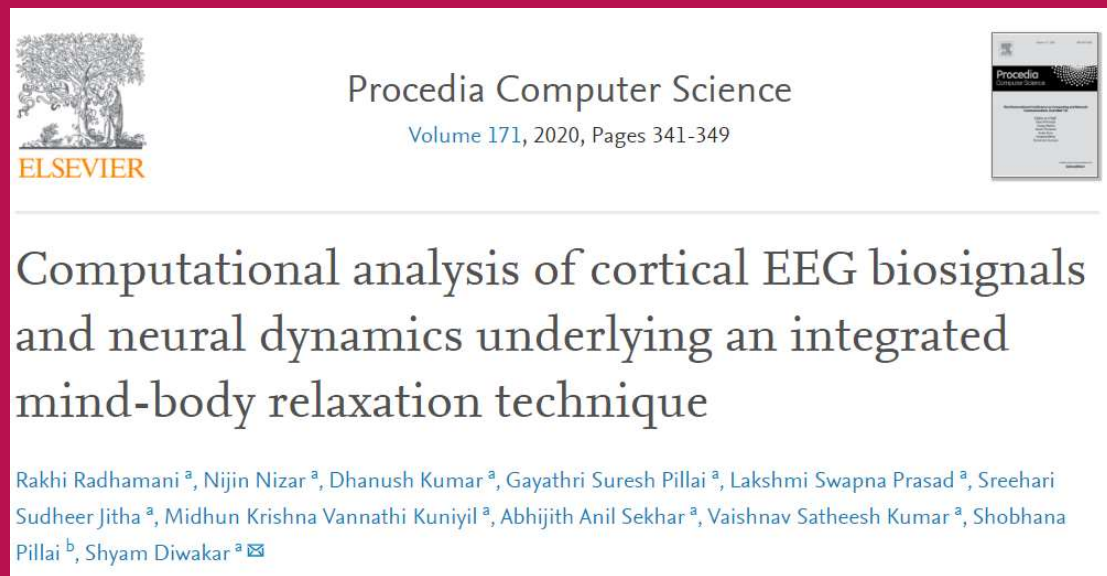 ELSEVIER
Procedia Computer Science
Volume 171, 2020, Pages 341-349
Procedia
Computer Science
Computational analysis of cortical EEG biosignals
and neural dynamics underlying an integrated
mind-body relaxation technique
Rakhi Radhamani ᵃ, Nijin Nizar ᵃ, Dhanush Kumar ᵃ, Gayathri Suresh Pillai ᵃ, Lakshmi Swapna Prasad ᵃ, Sreehari
Sudheer Jitha ᵃ, Midhun Krishna Vannathi Kuniyil ᵃ, Abhijith Anil Sekhar ᵃ, Vaishnav Satheesh Kumar ᵃ, Shobhana
Pillai ᵇ, Shyam Diwakar ᵃ ✉